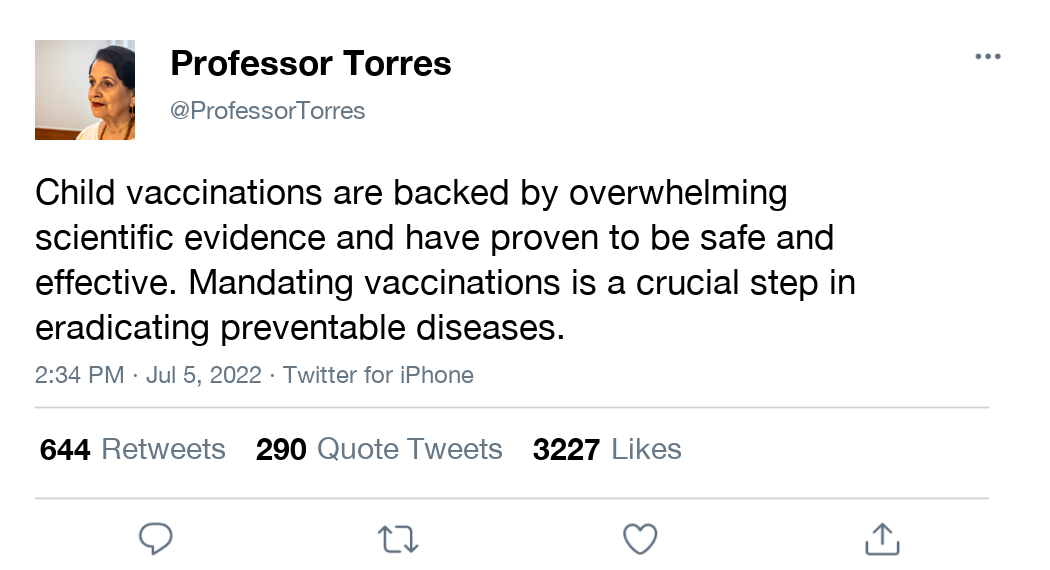 Professor Torres
@ProfessorTorres
Child vaccinations are backed by overwhelming
scientific evidence and have proven to be safe and
effective. Mandating vaccinations is a crucial step in
eradicating preventable diseases.
2:34 PM · Jul 5, 2022 · Twitter for iPhone
644 Retweets 290 Quote Tweets 3227 Likes